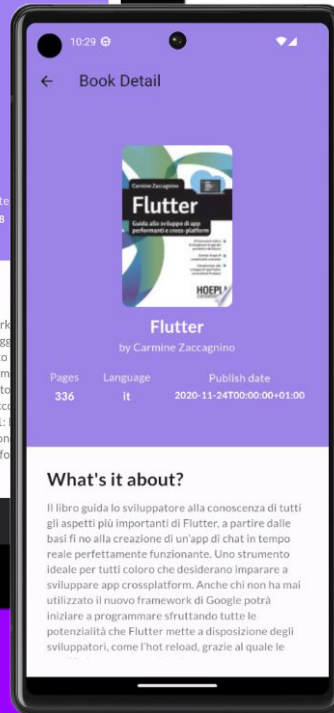 10:29
Book Detail
Carmine Zaccagnino
Flutter
Guida allo sviluppo di app
performanti e cross-platform
HOEPLI
Flutter
by Carmine Zaccagnino
Pages Language Publish date
336 it 2020-11-24T00:00:00+01:00
What's it about?
Il libro guida lo sviluppatore alla conoscenza di tutti
gli aspetti più importanti di Flutter, a partire dalle
basi fi no alla creazione di un'app di chat in tempo
reale perfettamente funzionante. Uno strumento
ideale per tutti coloro che desiderano imparare a
sviluppare app crossplatform. Anche chi non ha mai
utilizzato il nuovo framework di Google potrà
iniziare a programmare sfruttando tutte le
potenzialità che Flutter mette a disposizione degli
sviluppatori, come l'hot reload, grazie al quale le